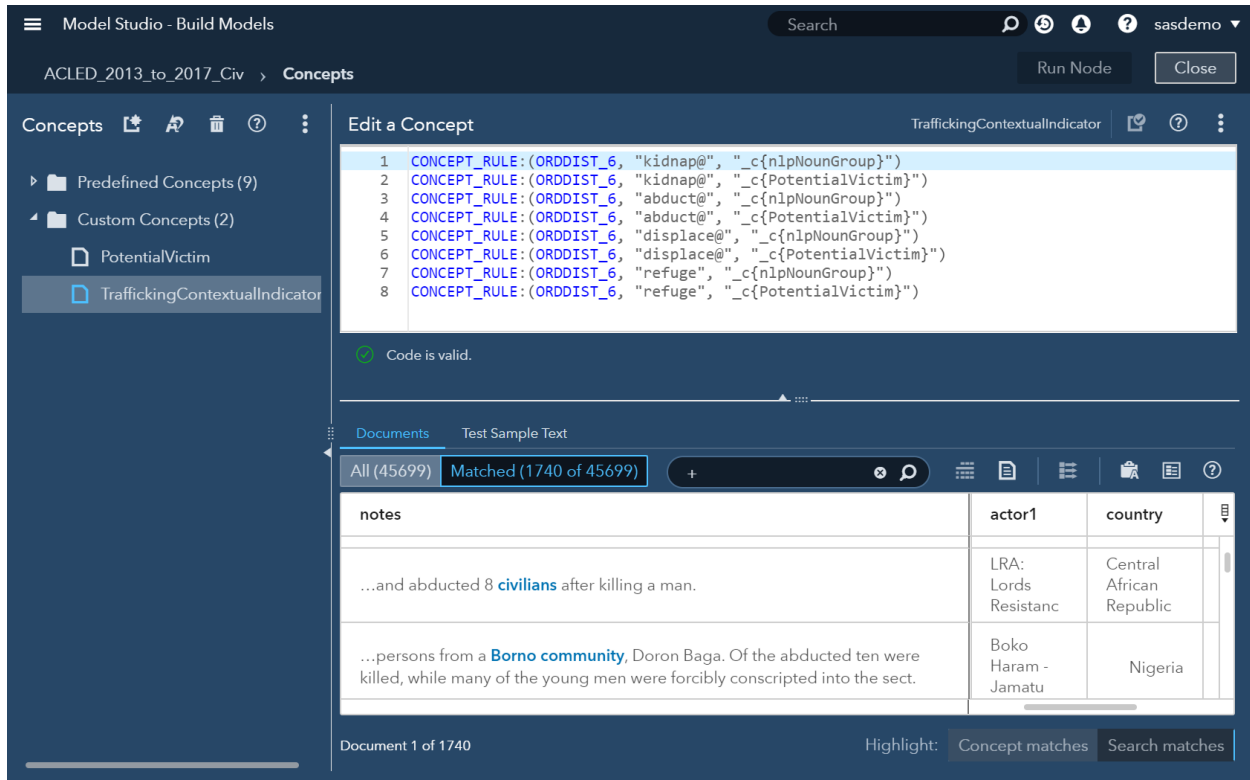 Model Studio - Build Models
Search
sasdemo
ACLED_2013_to_2017_Civ > Concepts
Run Node
Close
Concepts
Edit a Concept
TraffickingContextualIndicator
Predefined Concepts (9)
Custom Concepts (2)
PotentialVictim
TraffickingContextualIndicator
1 CONCEPT_RULE:(ORDDIST_6, "kidnap@", "_c{nlpNounGroup}")
2 CONCEPT_RULE:(ORDDIST_6, "kidnap@", "_c{PotentialVictim}")
3 CONCEPT_RULE:(ORDDIST_6, "abduct@", "_c{nlpNounGroup}")
4 CONCEPT_RULE:(ORDDIST_6, "abduct@", "_c{PotentialVictim}")
5 CONCEPT_RULE:(ORDDIST_6, "displace@", "_c{nlpNounGroup}")
6 CONCEPT_RULE:(ORDDIST_6, "displace@", "_c{PotentialVictim}")
7 CONCEPT_RULE:(ORDDIST_6, "refuge", "_c{nlpNounGroup}")
8 CONCEPT_RULE:(ORDDIST_6, "refuge", "_c{PotentialVictim}")
Code is valid.
Documents
Test Sample Text
All (45699)
Matched (1740 of 45699)
+
notes
actor1
country
...and abducted 8 civilians after killing a man.
LRA:
Lords
Resistanc
Central
African
Republic
...persons from a Borno community, Doron Baga. Of the abducted ten were
killed, while many of the young men were forcibly conscripted into the sect.
Boko
Haram -
Jamatu
Nigeria
Document 1 of 1740
Highlight:
Concept matches
Search matches